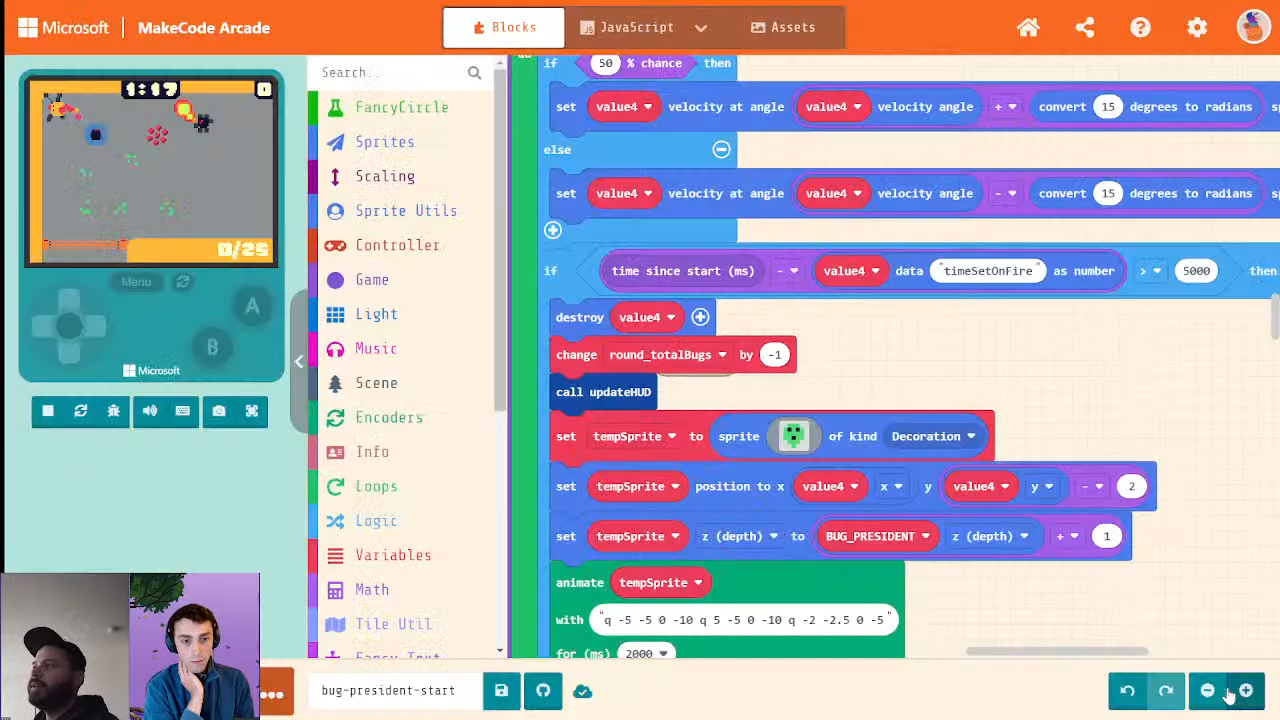 Microsoft
MakeCode Arcade
Blocks
JavaScript
Assets
1:17
0
0/25
Menu
A
B
Microsoft
Search..
FancyCircle
Sprites
Scaling
Sprite Utils
Controller
Game
Light
Music
Scene
Encoders
Info
Loops
Logic
Variables
Math
Tile Util
Fancy Text
if 50 % chance then
set value4 velocity at angle value4 velocity angle + convert 15 degrees to radians
else
set value4 velocity at angle value4 velocity angle - convert 15 degrees to radians
if time since start (ms) - value4 data "timeSetOnFire" as number > 5000 then
destroy value4
change round_totalBugs by -1
call updateHUD
set tempSprite to sprite of kind Decoration
set tempSprite position to x value4 x y value4 y - 2
set tempSprite z (depth) to BUG_PRESIDENT z (depth) + 1
animate tempSprite
with "q -5 -5 0 -10 q 5 -5 0 -10 q -2 -2.5 0 -5"
for (ms) 2000
bug-president-start